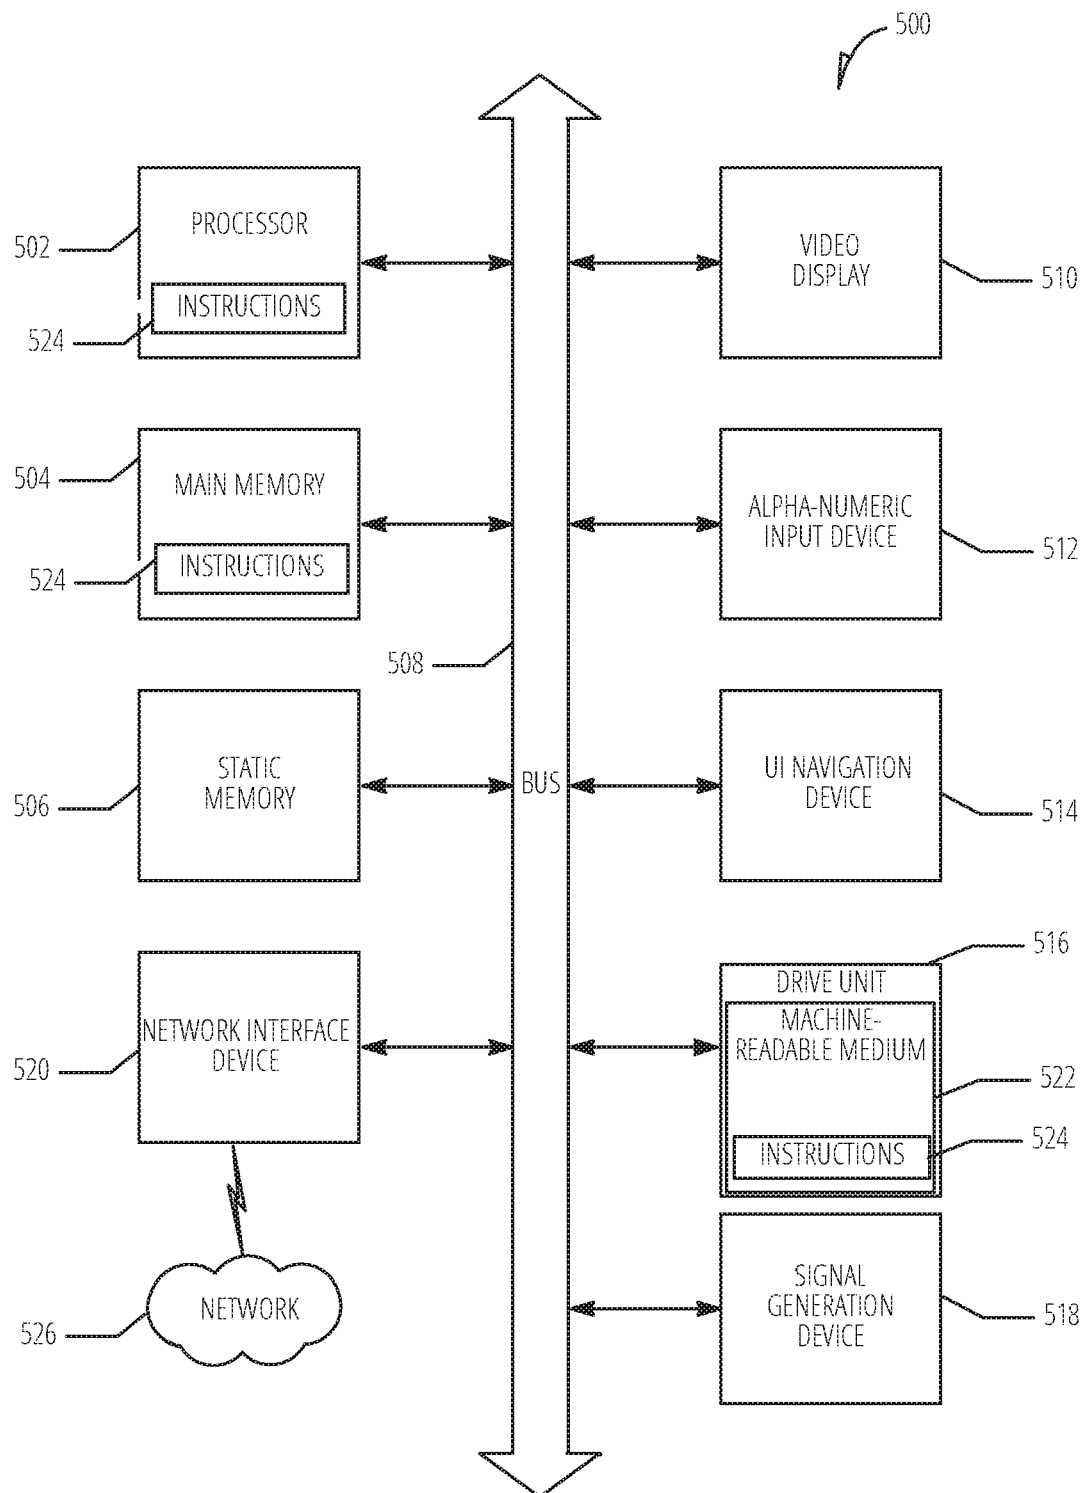 500
PROCESSOR
502
INSTRUCTIONS
524
VIDEO
DISPLAY
510
504
MAIN MEMORY
INSTRUCTIONS
524
ALPHA-NUMERIC
INPUT DEVICE
512
508
STATIC
MEMORY
506
BUS
UI NAVIGATION
DEVICE
514
NETWORK INTERFACE
DEVICE
520
516
DRIVE UNIT
MACHINE-
READABLE MEDIUM
522
INSTRUCTIONS
524
NETWORK
526
SIGNAL
GENERATION
DEVICE
518